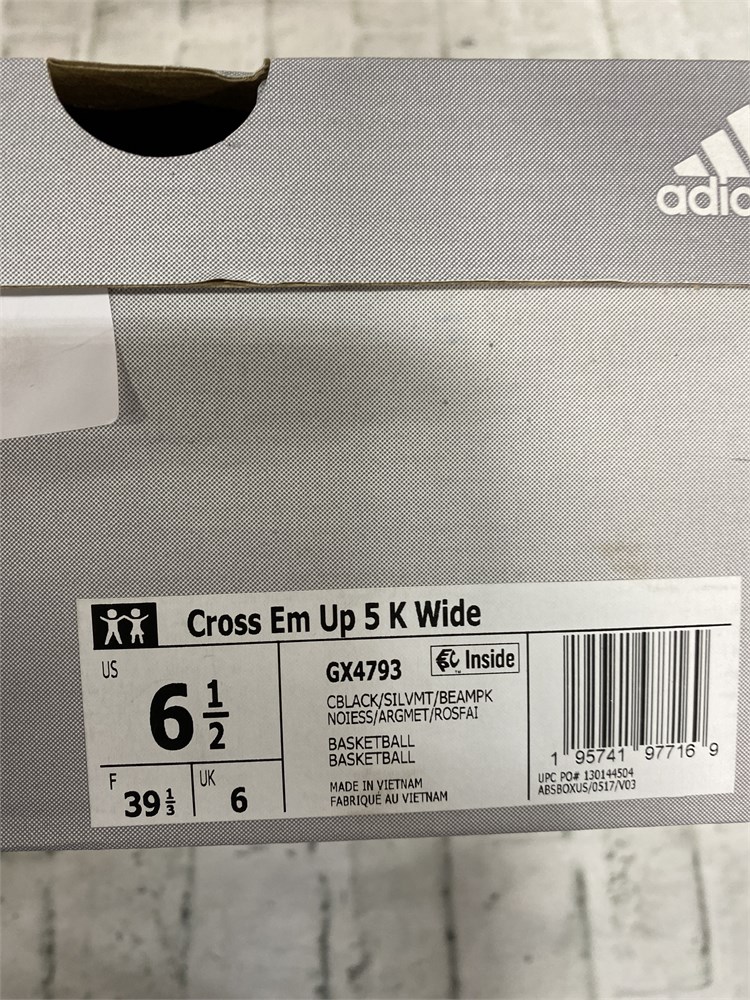 adid
Cross Em Up 5 K Wide
US
6 1/2
F
39 1/3
UK
6
GX4793
Inside
CBLACK/SILVMT/BEAMPK
NOIESS/ARGMET/ROSFAI
BASKETBALL
BASKETBALL
MADE IN VIETNAM
FABRIQUÉ AU VIETNAM
1 95741 97716 9
UPC PO# 130144504
ABSBOXUS/0517/V03